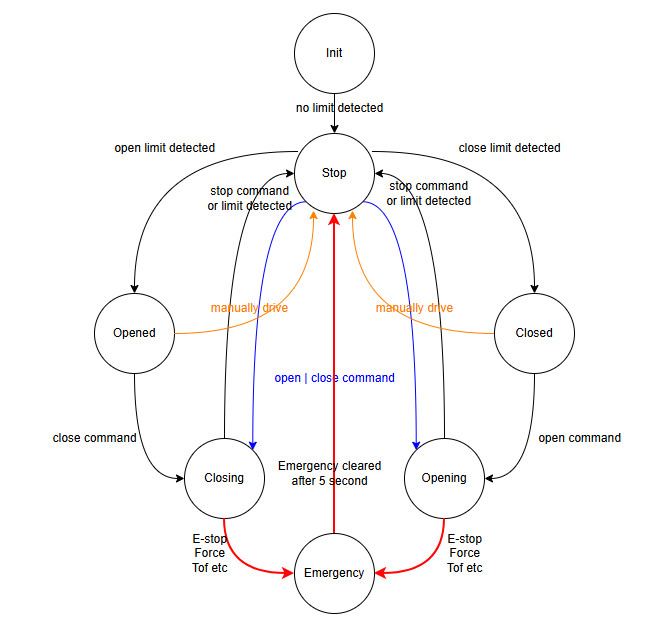 Init
no limit detected
open limit detected
close limit detected
Stop
stop command
or limit detected
stop command
or limit detected
manually drive
manually drive
Opened
Closed
open | close command
close command
open command
Emergency cleared
after 5 second
Closing
Opening
E-stop
Force
Tof etc
E-stop
Force
Tof etc
Emergency